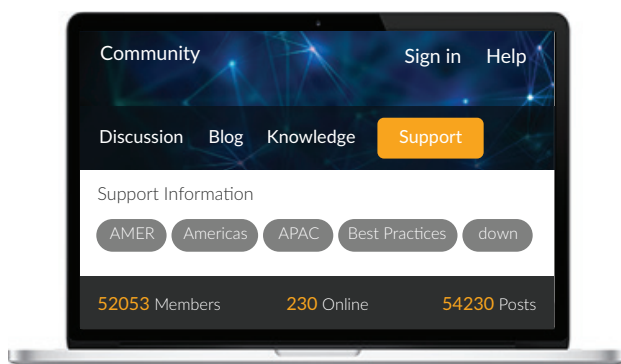 Community Sign in Help
Discussion Blog Knowledge Support
Support Information
AMER Americas APAC Best Practices down
52053 Members 230 Online 54230 Posts